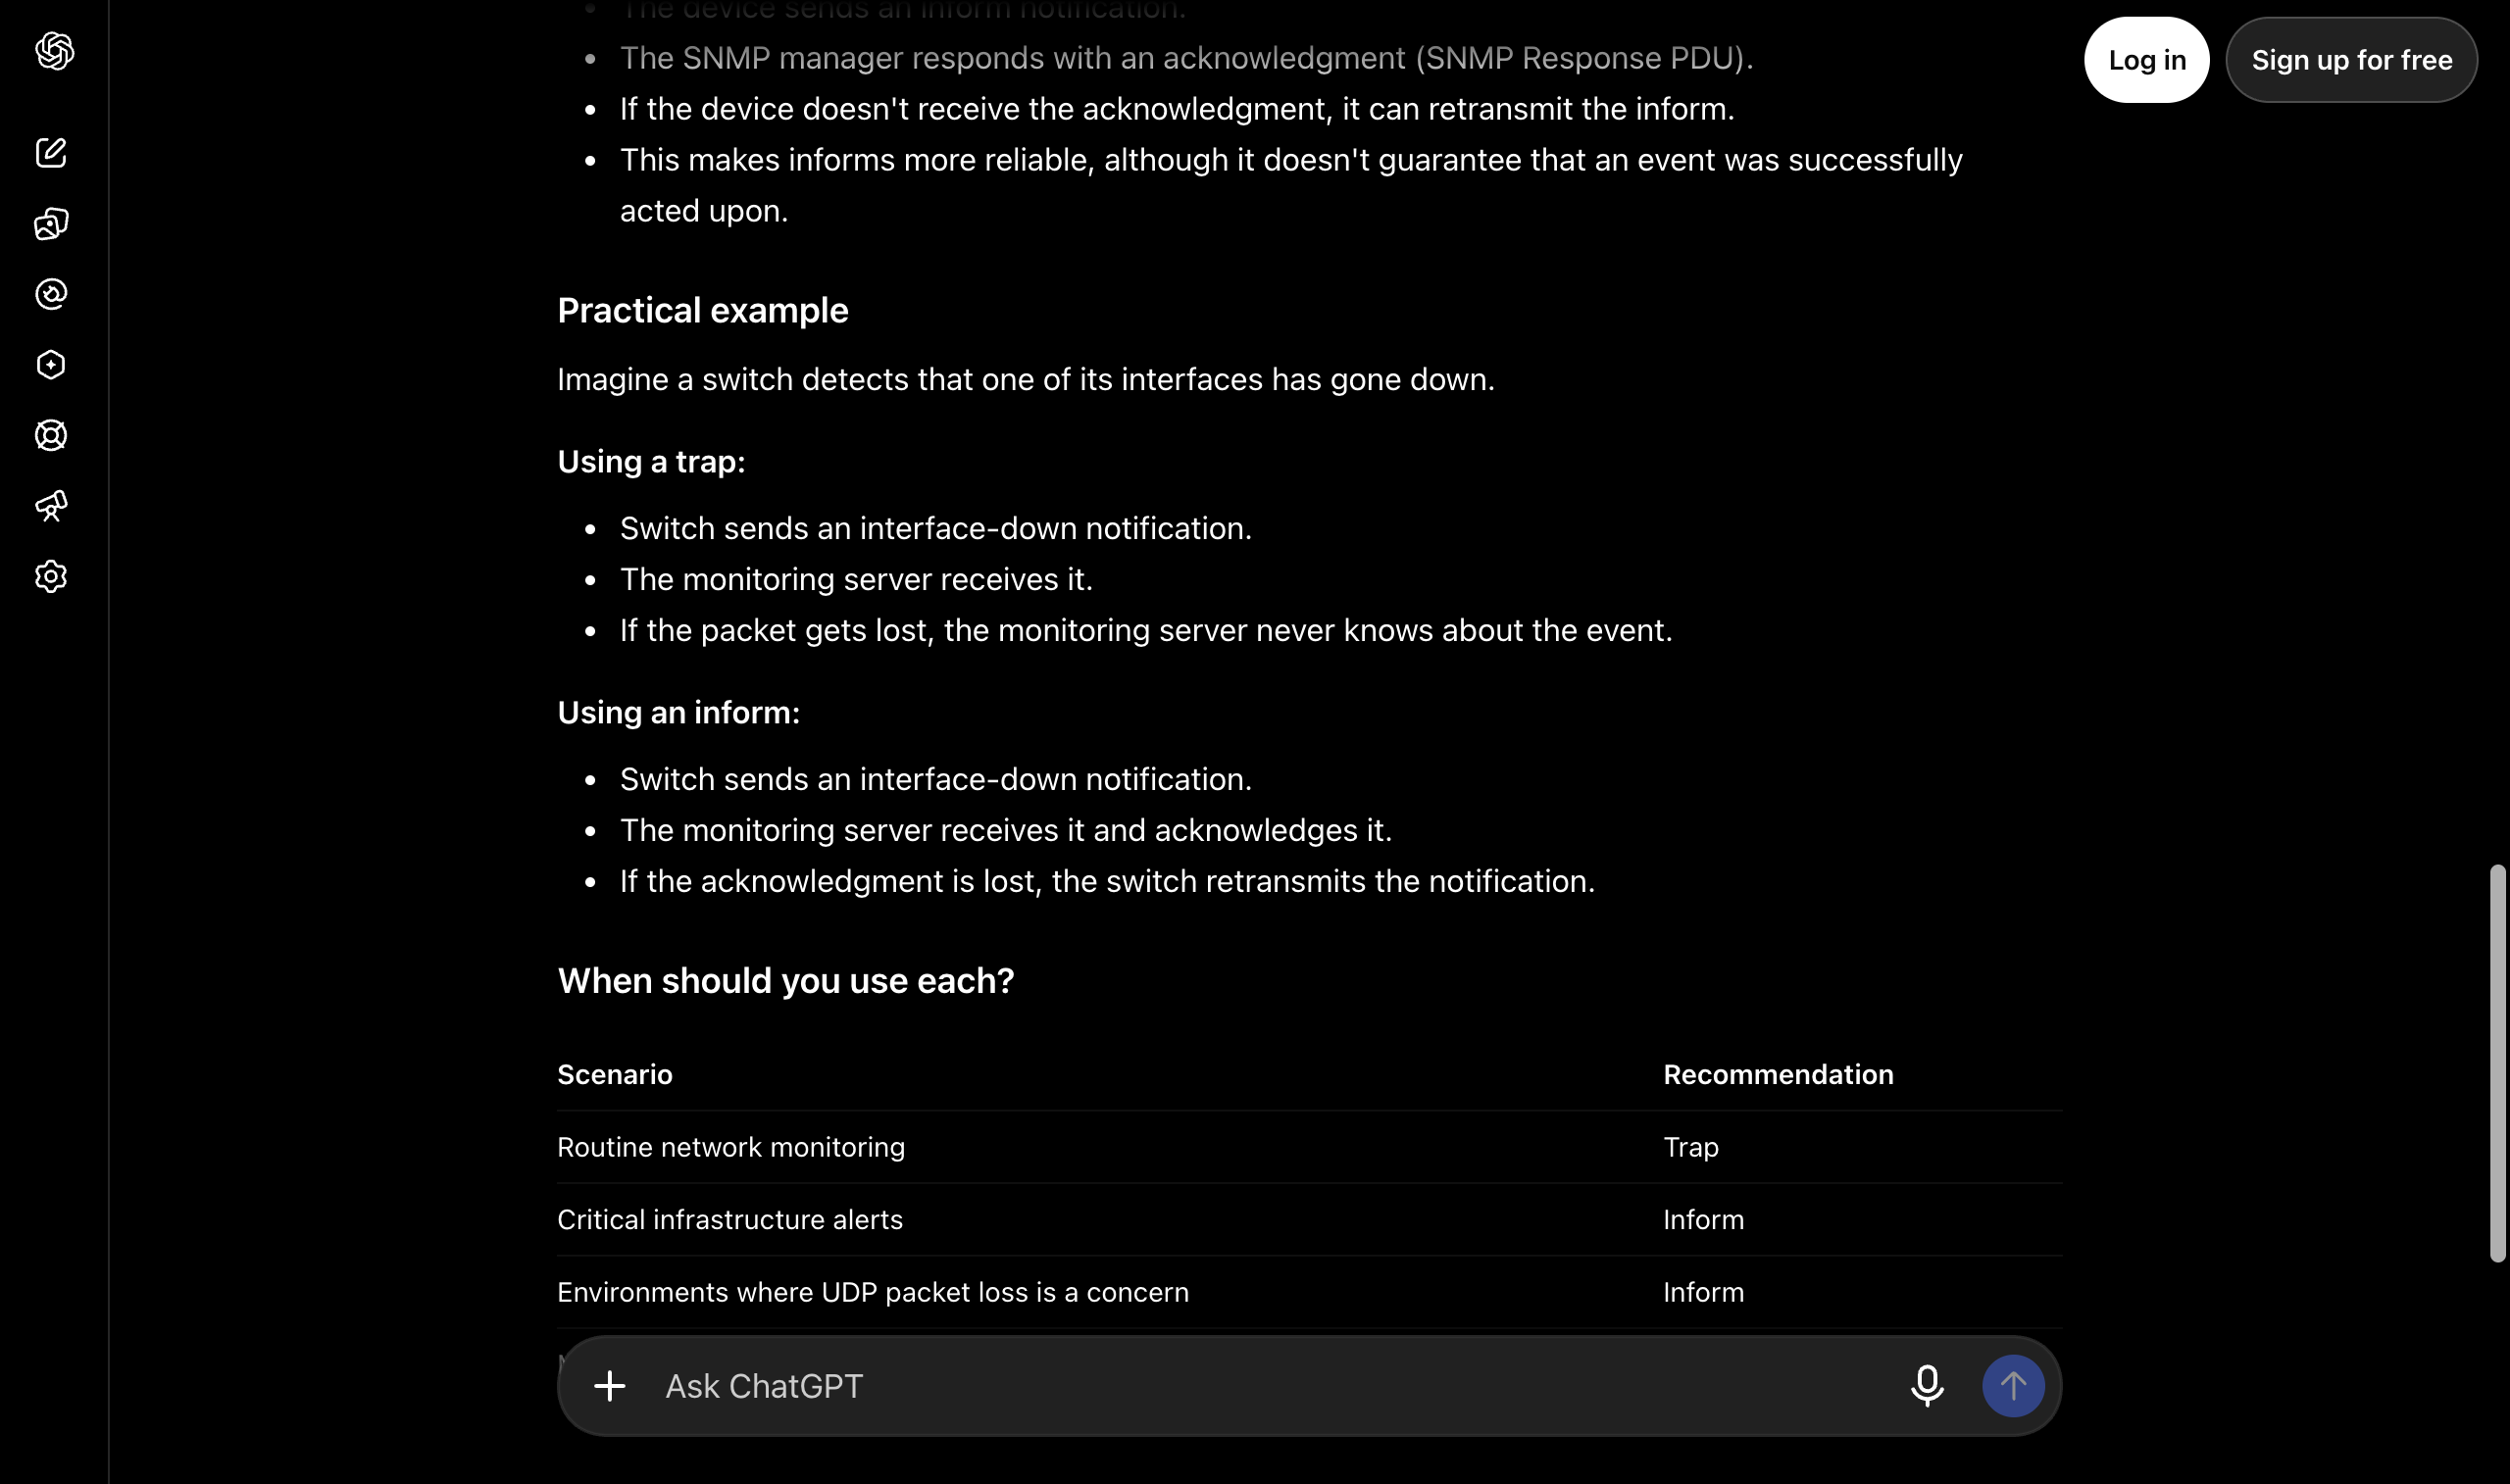 The device sends an inform notification.
Log in
Sign up for free
The SNMP manager responds with an acknowledgment (SNMP Response PDU).
If the device doesn't receive the acknowledgment, it can retransmit the inform.
This makes informs more reliable, although it doesn't guarantee that an event was successfully
acted upon.
Practical example
Imagine a switch detects that one of its interfaces has gone down.
Using a trap:
Switch sends an interface-down notification.
The monitoring server receives it.
If the packet gets lost, the monitoring server never knows about the event.
Using an inform:
Switch sends an interface-down notification.
The monitoring server receives it and acknowledges it.
If the acknowledgment is lost, the switch retransmits the notification.
When should you use each?
Scenario Recommendation
Routine network monitoring Trap
Critical infrastructure alerts Inform
Environments where UDP packet loss is a concern Inform
Ask ChatGPT